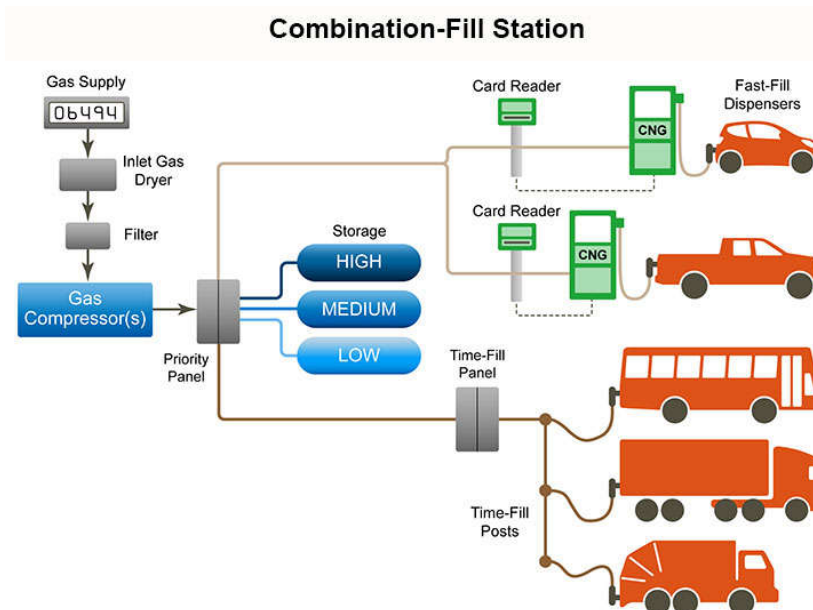 Combination-Fill Station
Gas Supply
06494
Inlet Gas
Dryer
Filter
Gas
Compressor(s)
Priority
Panel
Storage
HIGH
MEDIUM
LOW
Card Reader
CNG
Fast-Fill
Dispensers
Card Reader
CNG
Time-Fill
Panel
Time-Fill
Posts